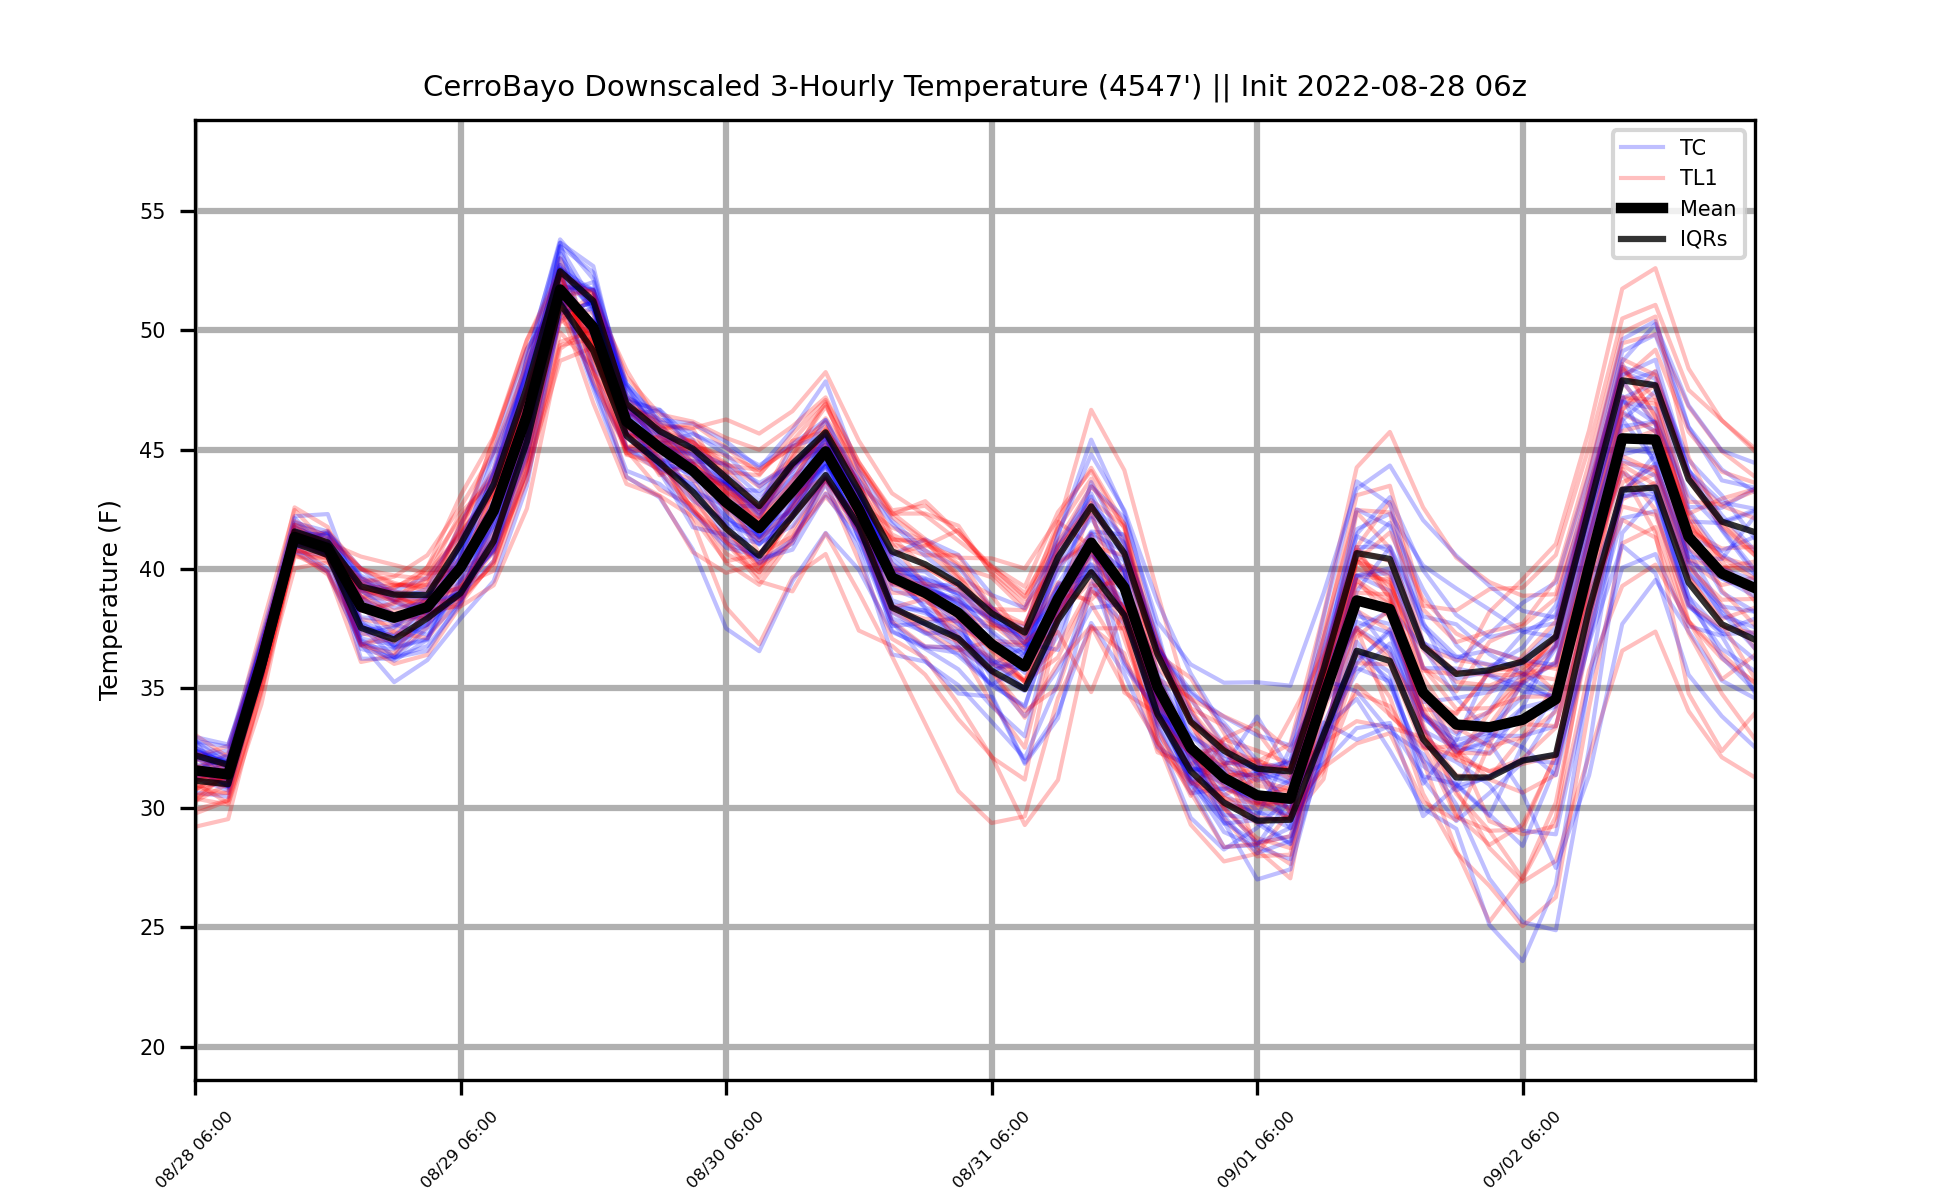 CerroBayo Downscaled 3-Hourly Temperature (4547') || Init 2022-08-28 06z
TC
TL1
Mean
IQRs
Temperature (F)
55
50
45
40
35
30
25
20
08/28 06:00
08/29 06:00
08/30 06:00
08/31 06:00
09/01 06:00
09/02 06:00